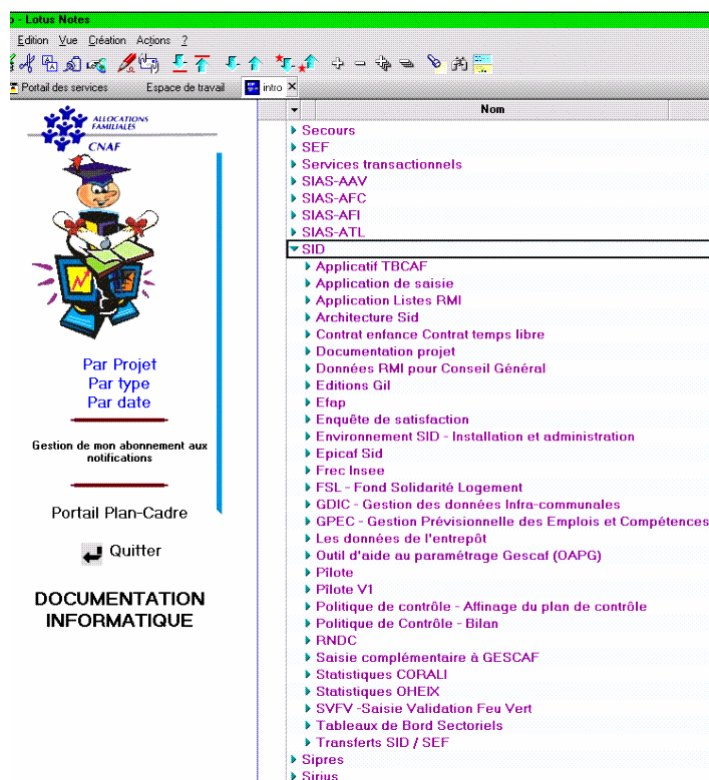 - Lotus Notes
Edition Vue Création Actions ?
Portail des services Espace de travail intro
ALLOCATIONS
FAMILIALES
CNAF
Par Projet
Par type
Par date
Gestion de mon abonnement aux
notifications
Portail Plan-Cadre
Quitter
DOCUMENTATION
INFORMATIQUE
Nom
Secours
SEF
Services transactionnels
SIAS-AAV
SIAS-AFC
SIAS-AFI
SIAS-ATL
SID
Applicatif TBCAF
Application de saisie
Application Listes RMI
Architecture Sid
Contrat enfance Contrat temps libre
Documentation projet
Données RMI pour Conseil Général
Editions Gil
Efap
Enquête de satisfaction
Environnement SID - Installation et administration
Epicaf Sid
Frec Insee
FSL - Fond Solidarité Logement
GDIC - Gestion des données Infra-communales
GPEC - Gestion Prévisionnelle des Emplois et Compétences
Les données de l'entrepôt
Outil d'aide au paramétrage Gescaf (OAPG)
Pilote
Pilote V1
Politique de contrôle - Affinage du plan de contrôle
Politique de Contrôle - Bilan
RNDC
Saisie complémentaire à GESCAF
Statistiques CORALI
Statistiques OHEIX
SVFV -Saisie Validation Feu Vert
Tableaux de Bord Sectoriels
Transferts SID / SEF
Sipres
Sirius